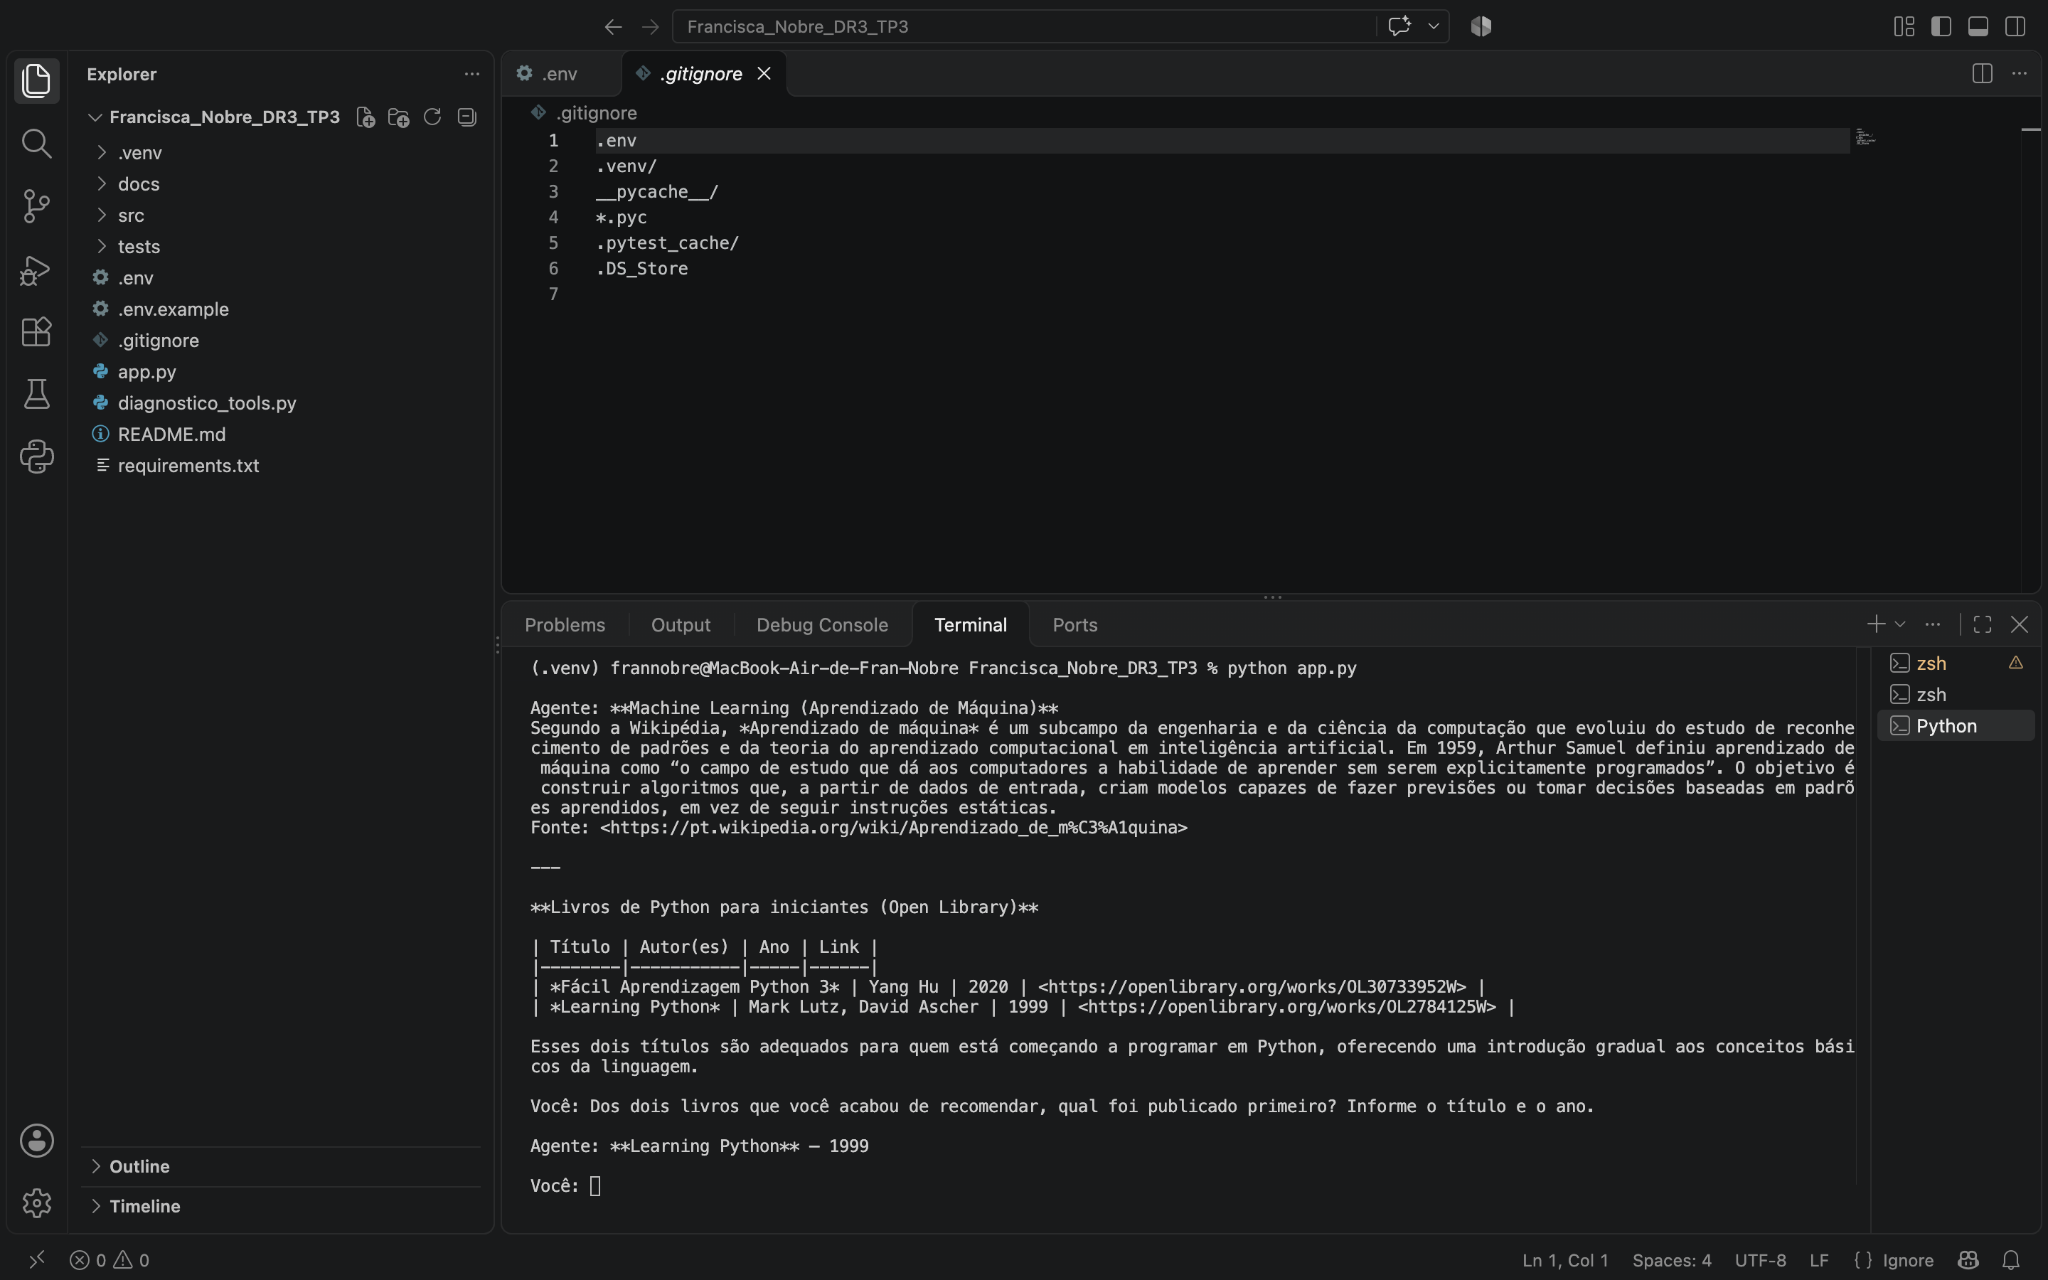 Francisca_Nobre_DR3_TP3
Explorer
Francisca_Nobre_DR3_TP3
.venv
docs
src
tests
.env
.env.example
.gitignore
app.py
diagnostico_tools.py
README.md
requirements.txt
Outline
Timeline
.env
.gitignore
.gitignore
1 .env
2 .venv/
3 __pycache__/
4 *.pyc
5 .pytest_cache/
6 .DS_Store
7
Problems Output Debug Console Terminal Ports
(.venv) frannobre@MacBook-Air-de-Fran-Nobre Francisca_Nobre_DR3_TP3 % python app.py
Agente: **Machine Learning (Aprendizado de Máquina)**
Segundo a Wikipédia, *Aprendizado de máquina* é um subcampo da engenharia e da ciência da computação que evoluiu do estudo de reconhe
cimento de padrões e da teoria do aprendizado computacional em inteligência artificial. Em 1959, Arthur Samuel definiu aprendizado de
máquina como “o campo de estudo que dá aos computadores a habilidade de aprender sem serem explicitamente programados”. O objetivo é
construir algoritmos que, a partir de dados de entrada, criam modelos capazes de fazer previsões ou tomar decisões baseadas em padrõ
es aprendidos, em vez de seguir instruções estáticas.
Fonte: <https://pt.wikipedia.org/wiki/Aprendizado_de_m%C3%A1quina>
---
**Livros de Python para iniciantes (Open Library)**
| Título | Autor(es) | Ano | Link |
|--------|-----------|-----|------|
| *Fácil Aprendizagem Python 3* | Yang Hu | 2020 | <https://openlibrary.org/works/OL30733952W> |
| *Learning Python* | Mark Lutz, David Ascher | 1999 | <https://openlibrary.org/works/OL2784125W> |
Esses dois títulos são adequados para quem está começando a programar em Python, oferecendo uma introdução gradual aos conceitos bási
cos da linguagem.
Você: Dos dois livros que você acabou de recomendar, qual foi publicado primeiro? Informe o título e o ano.
Agente: **Learning Python** – 1999
Você:
zsh
zsh
Python
0 0
Ln 1, Col 1 Spaces: 4 UTF-8 LF {} Ignore